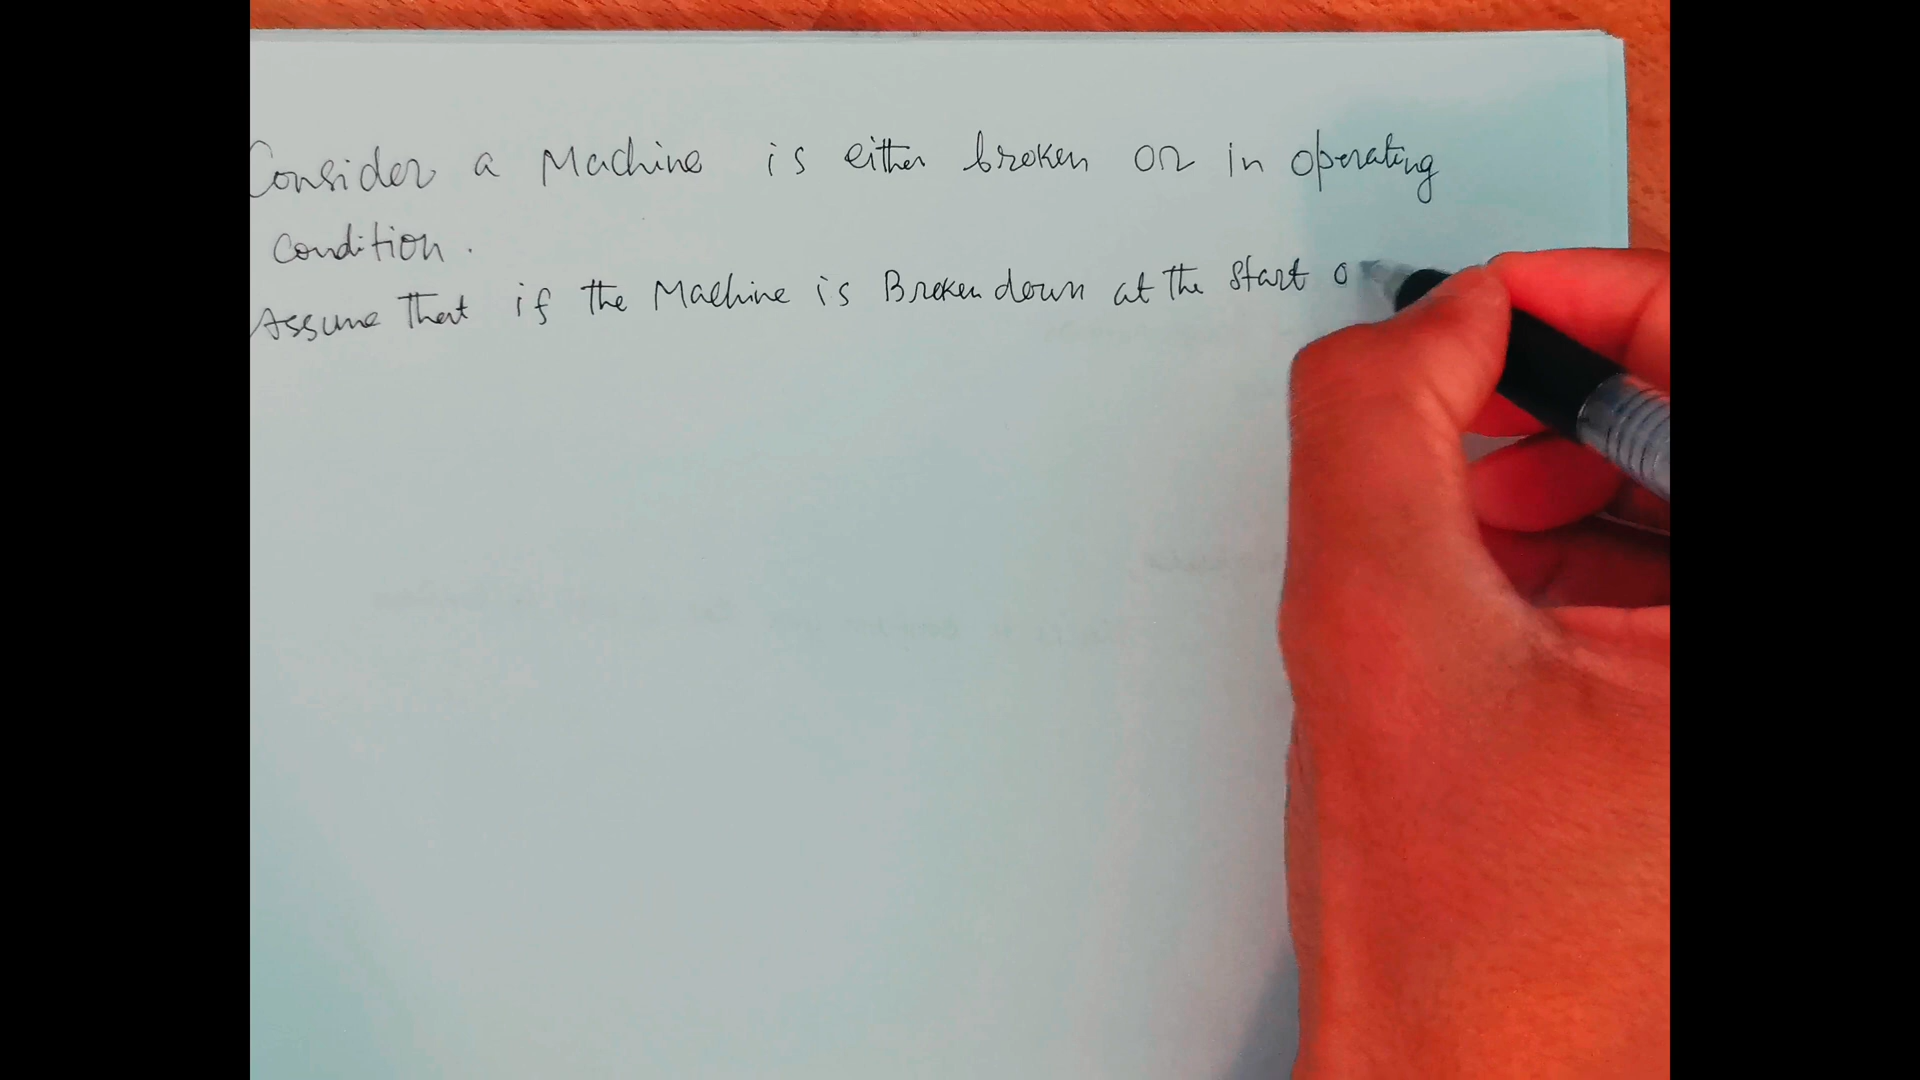 Consider a Machine is either broken or in operating
condition.
Assume that if the Machine is Broken down at the start o